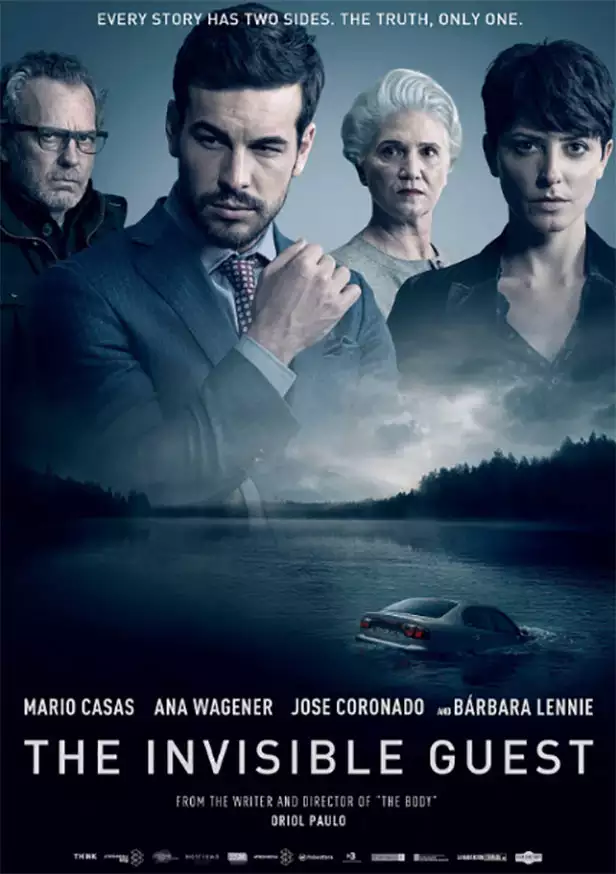 EVERY STORY HAS TWO SIDES. THE TRUTH, ONLY ONE.
MARIO CASAS ANA WAGENER JOSE CORONADO AND BÁRBARA LENNIE
THE INVISIBLE GUEST
FROM THE WRITER AND DIRECTOR OF "THE BODY"
ORIOL PAULO